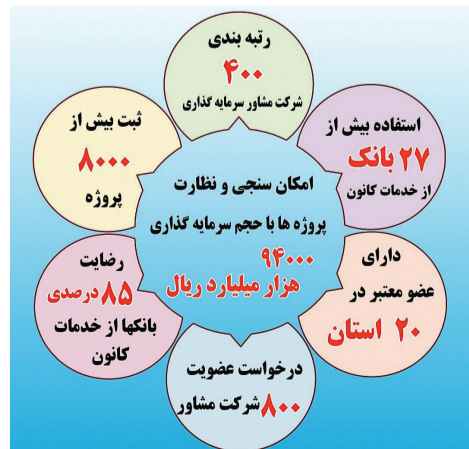 رتبه بندی
۴۰۰
شرکت مشاور سرمایه گذاری
استفاده بیش از
۲۷ بانک
از خدمات کانون
دارای
عضو معتبر در
۲۰ استان
درخواست عضویت
۸۰۰ شرکت مشاور
رضایت
۸۵ درصدی
بانکها از خدمات
کانون
ثبت بیش از
۸۰۰۰
پروژه
امکان سنجی و نظارت
پروژه ها با حجم سرمایه گذاری
۹۴۰۰۰
هزار میلیارد ریال